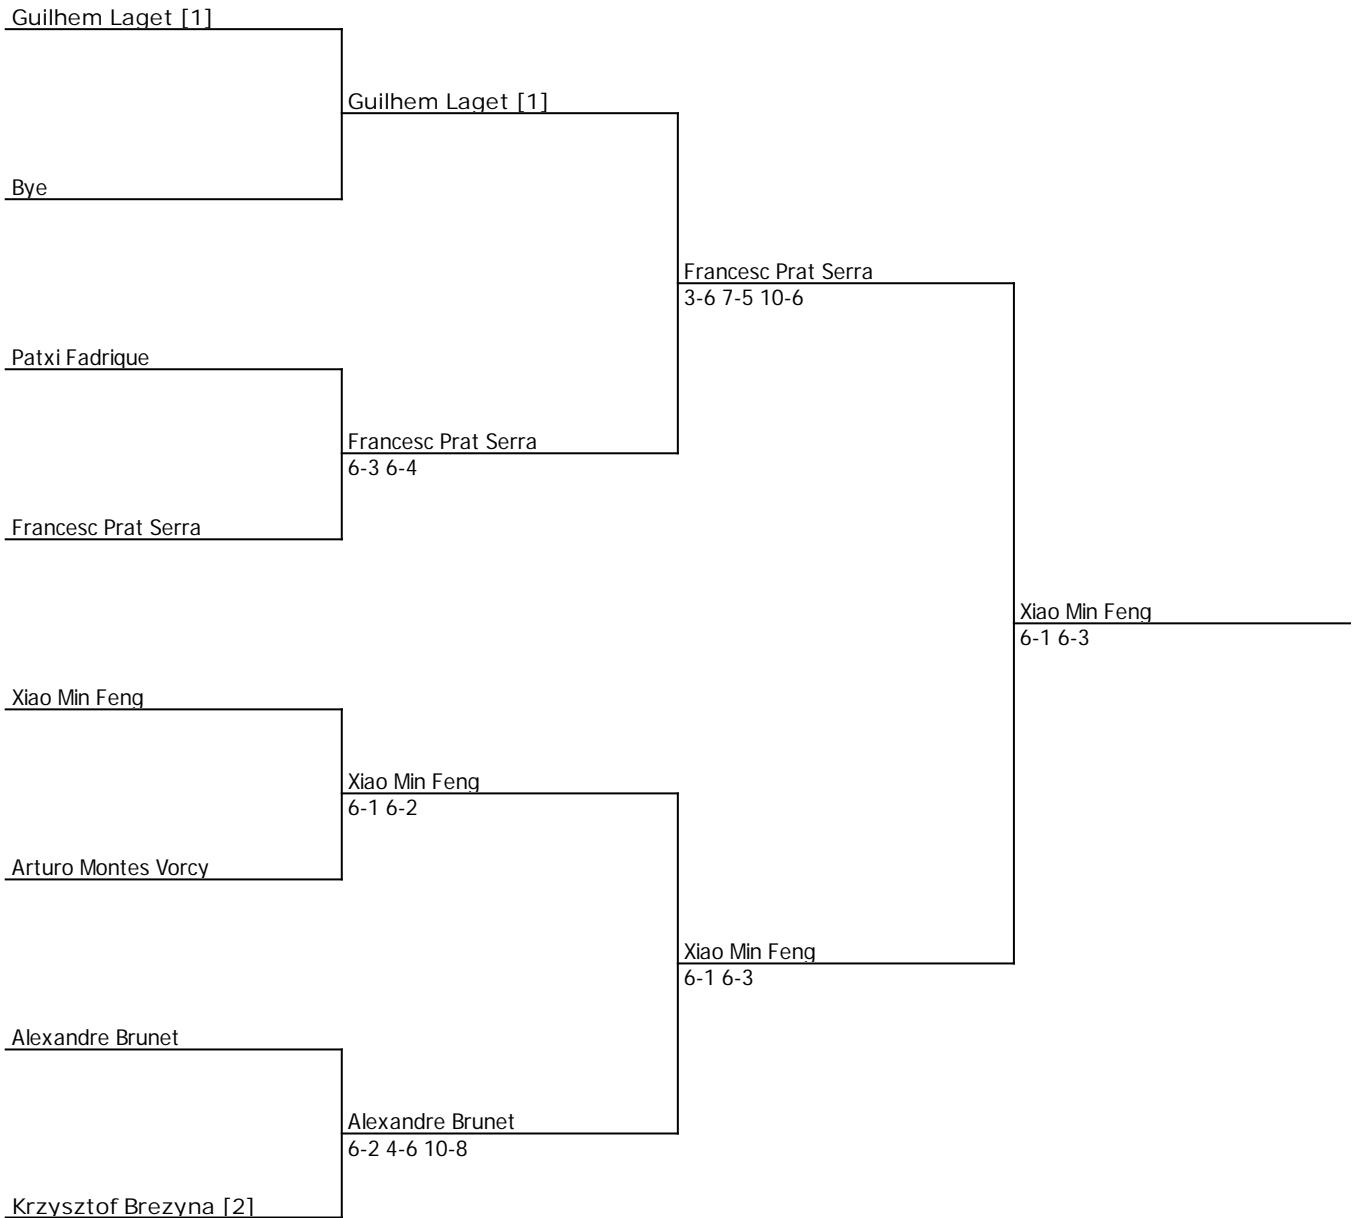 Guilhem Laget [1]
Guilhem Laget [1]
Bye
Francesc Prat Serra
3-6 7-5 10-6
Patxi Fadrique
Francesc Prat Serra
6-3 6-4
Francesc Prat Serra
Xiao Min Feng
6-1 6-3
Xiao Min Feng
Xiao Min Feng
6-1 6-2
Arturo Montes Vorcy
Xiao Min Feng
6-1 6-3
Alexandre Brunet
Alexandre Brunet
6-2 4-6 10-8
Krzysztof Brezyna [2]